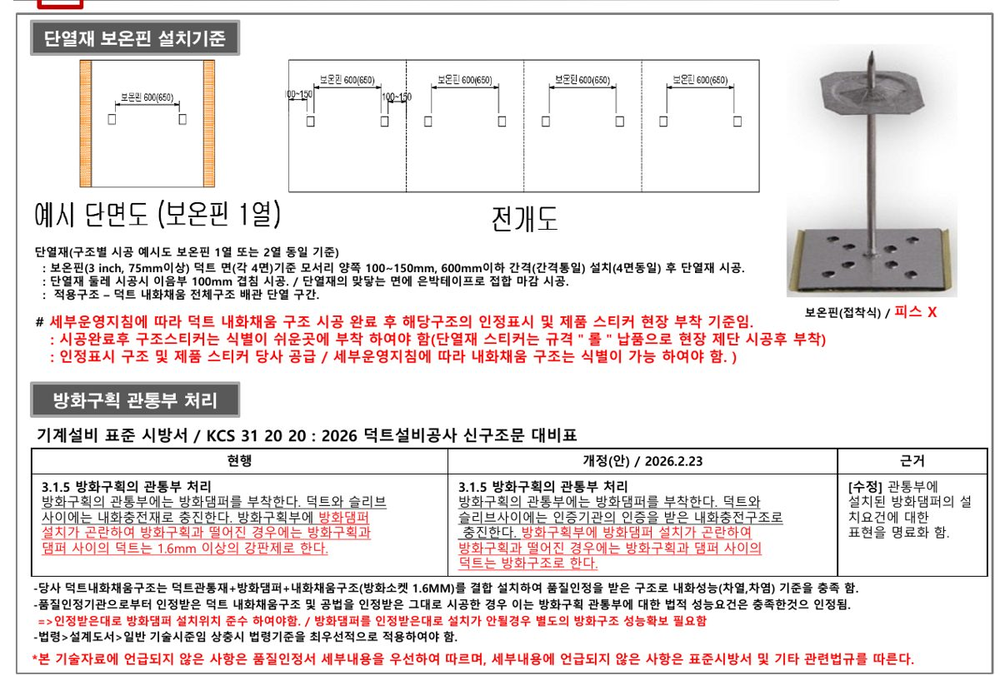 단열재 보온핀 설치기준
보온핀 600(650)
보온핀 600(650)
보온핀 600(650)
보온핀 600(650)
보온핀 600(650)
100~150
100~150
예시 단면도 (보온핀 1열)
전개도
단열재(구조별 시공 예시도 보온핀 1열 또는 2열 동일 기준)
: 보온핀(3 inch, 75mm이상) 덕트 면(각 4면)기준 모서리 양쪽 100~150mm, 600mm이하 간격(간격통일) 설치(4면동일) 후 단열재 시공.
: 단열재 둘레 시공시 이음부 100mm 겹침 시공. / 단열재의 맞닿는 면에 은박테이프로 접합 마감 시공.
: 적용구조 – 덕트 내화채움 전체구조 배관 단열 구간.
보온핀(접착식) / 피스 X
# 세부운영지침에 따라 덕트 내화채움 구조 시공 완료 후 해당구조의 인정표시 및 제품 스티커 현장 부착 기준임.
: 시공완료후 구조스티커는 식별이 쉬운곳에 부착 하여야 함(단열재 스티커는 규격 " 롤 " 납품으로 현장 제단 시공후 부착)
: 인정표시 구조 및 제품 스티커 당사 공급 / 세부운영지침에 따라 내화채움 구조는 식별이 가능 하여야 함. )
방화구획 관통부 처리
기계설비 표준 시방서 / KCS 31 20 20 : 2026 덕트설비공사 신구조문 대비표
현행
개정(안) / 2026.2.23
근거
3.1.5 방화구획의 관통부 처리
방화구획의 관통부에는 방화댐퍼를 부착한다. 덕트와 슬리브
사이에는 내화충전재로 충진한다. 방화구획부에 방화댐퍼
설치가 곤란하여 방화구획과 떨어진 경우에는 방화구획과
댐퍼 사이의 덕트는 1.6mm 이상의 강판제로 한다.
3.1.5 방화구획의 관통부 처리
방화구획의 관통부에는 방화댐퍼를 부착한다. 덕트와
슬리브사이에는 인증기관의 인증을 받은 내화충전구조로
충진한다. 방화구획부에 방화댐퍼 설치가 곤란하여
방화구획과 떨어진 경우에는 방화구획과 댐퍼 사이의
덕트는 방화구조로 한다.
[수정] 관통부에
설치된 방화댐퍼의 설
치요건에 대한
표현을 명료화 함.
-당사 덕트내화채움구조는 덕트관통재+방화댐퍼+내화채움구조(방화소켓 1.6MM)를 결합 설치하여 품질인정을 받은 구조로 내화성능(차열,차염) 기준을 충족 함.
-품질인정기관으로부터 인정받은 덕트 내화채움구조 및 공법을 인정받은 그대로 시공한 경우 이는 방화구획 관통부에 대한 법적 성능요건은 충족한것으 인정됨.
=>인정받은대로 방화댐퍼 설치위치 준수 하여야함. / 방화댐퍼를 인정받은대로 설치가 안될경우 별도의 방화구조 성능확보 필요함
-법령>설계도서>일반 기술시준임 상충시 법령기준을 최우선적으로 적용하여야 함.
*본 기술자료에 언급되지 않은 사항은 품질인정서 세부내용을 우선하여 따르며, 세부내용에 언급되지 않은 사항은 표준시방서 및 기타 관련법규를 따른다.